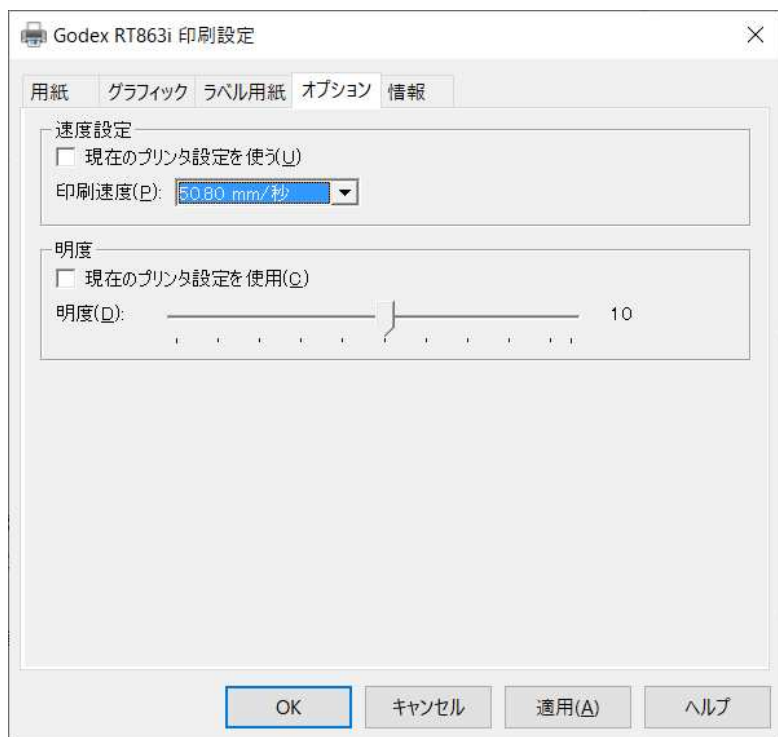 Godex RT863i 印刷設定
用紙 グラフィック ラベル用紙 オプション 情報
速度設定
現在のプリンタ設定を使う(U)
印刷速度(P): 50.80 mm/秒
明度
現在のプリンタ設定を使用(C)
明度(D): 10
OK キャンセル 適用(A) ヘルプ